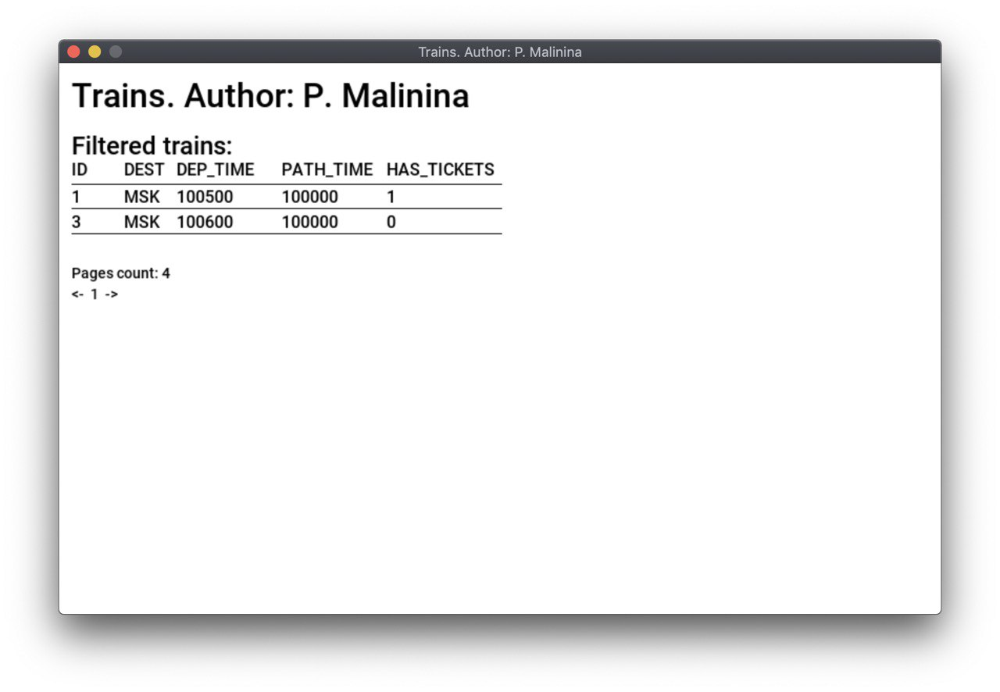 Trains. Author: P. Malinina
Trains. Author: P. Malinina
Filtered trains:
ID DEST DEP_TIME PATH_TIME HAS_TICKETS
1 MSK 100500 100000 1
3 MSK 100600 100000 0
Pages count: 4
<- 1 ->